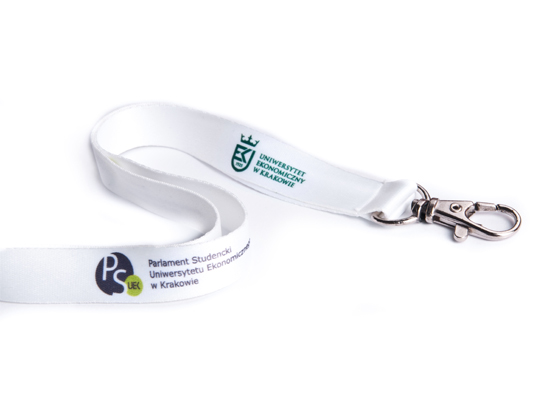 UNIWERSYTET
EKONOMICZNY
W KRAKOWIE
PS
UEK
Parlament Studencki
Uniwersytetu Ekonomicznego
w Krakowie